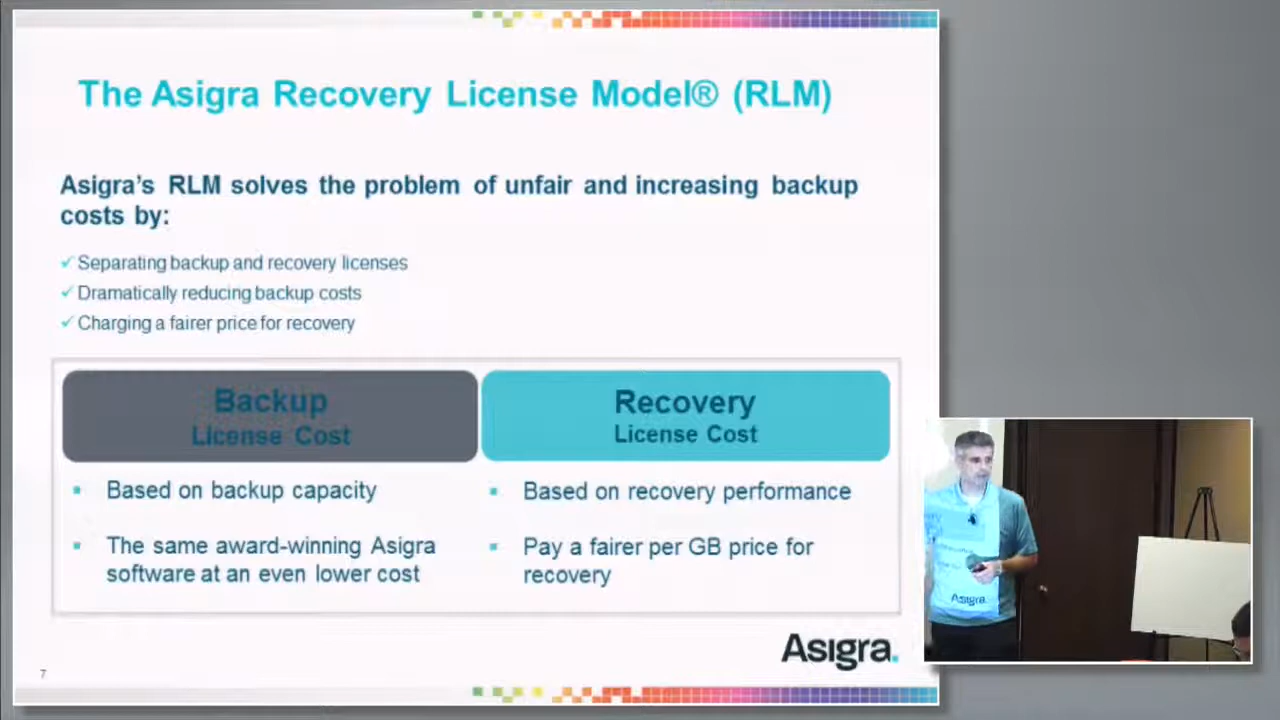 The Asigra Recovery License Model® (RLM)
Asigra's RLM solves the problem of unfair and increasing backup
costs by:
✓ Separating backup and recovery licenses
✓ Dramatically reducing backup costs
✓ Charging a fairer price for recovery
Backup
License Cost
▪ Based on backup capacity
▪ The same award-winning Asigra
software at an even lower cost
Recovery
License Cost
▪ Based on recovery performance
▪ Pay a fairer per GB price for
recovery
Asigra.
7
Asigra